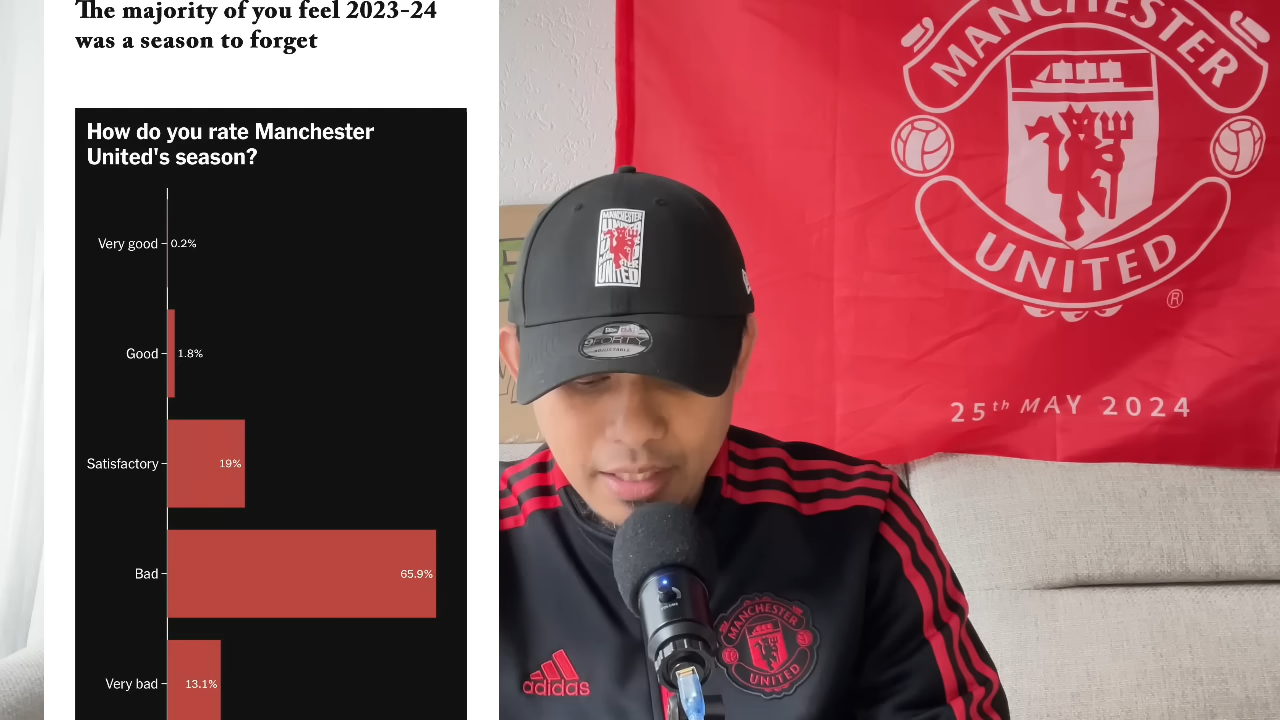 The majority of you feel 2023-24
was a season to forget
How do you rate Manchester
United's season?
Very good
0.2%
Good
1.8%
Satisfactory
19%
Bad
65.9%
Very bad
13.1%
MANCHESTER
UNITED
®
25th MAY 2024
MANCHESTER
UNITED
9FORTY
ADJUSTABLE
adidas
MANCHESTER
UNITED